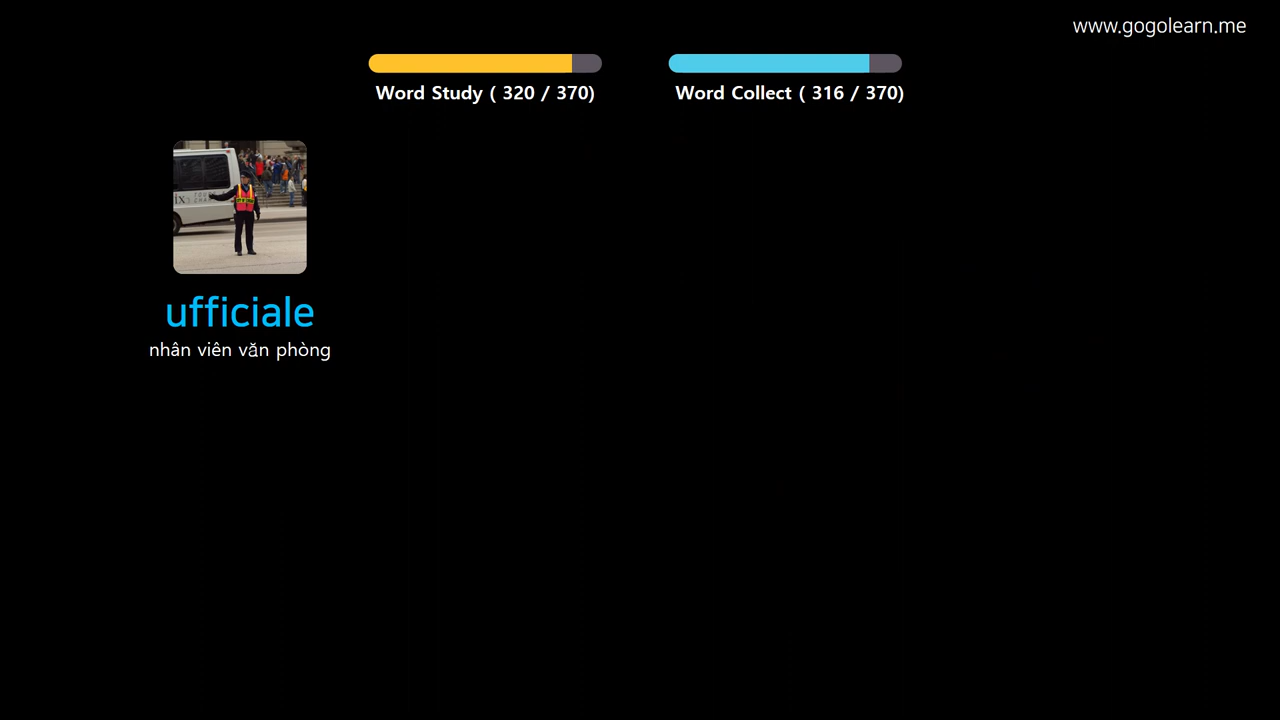 www.gogolearn.me
Word Study ( 320 / 370)
Word Collect ( 316 / 370)
ufficiale
nhân viên văn phòng